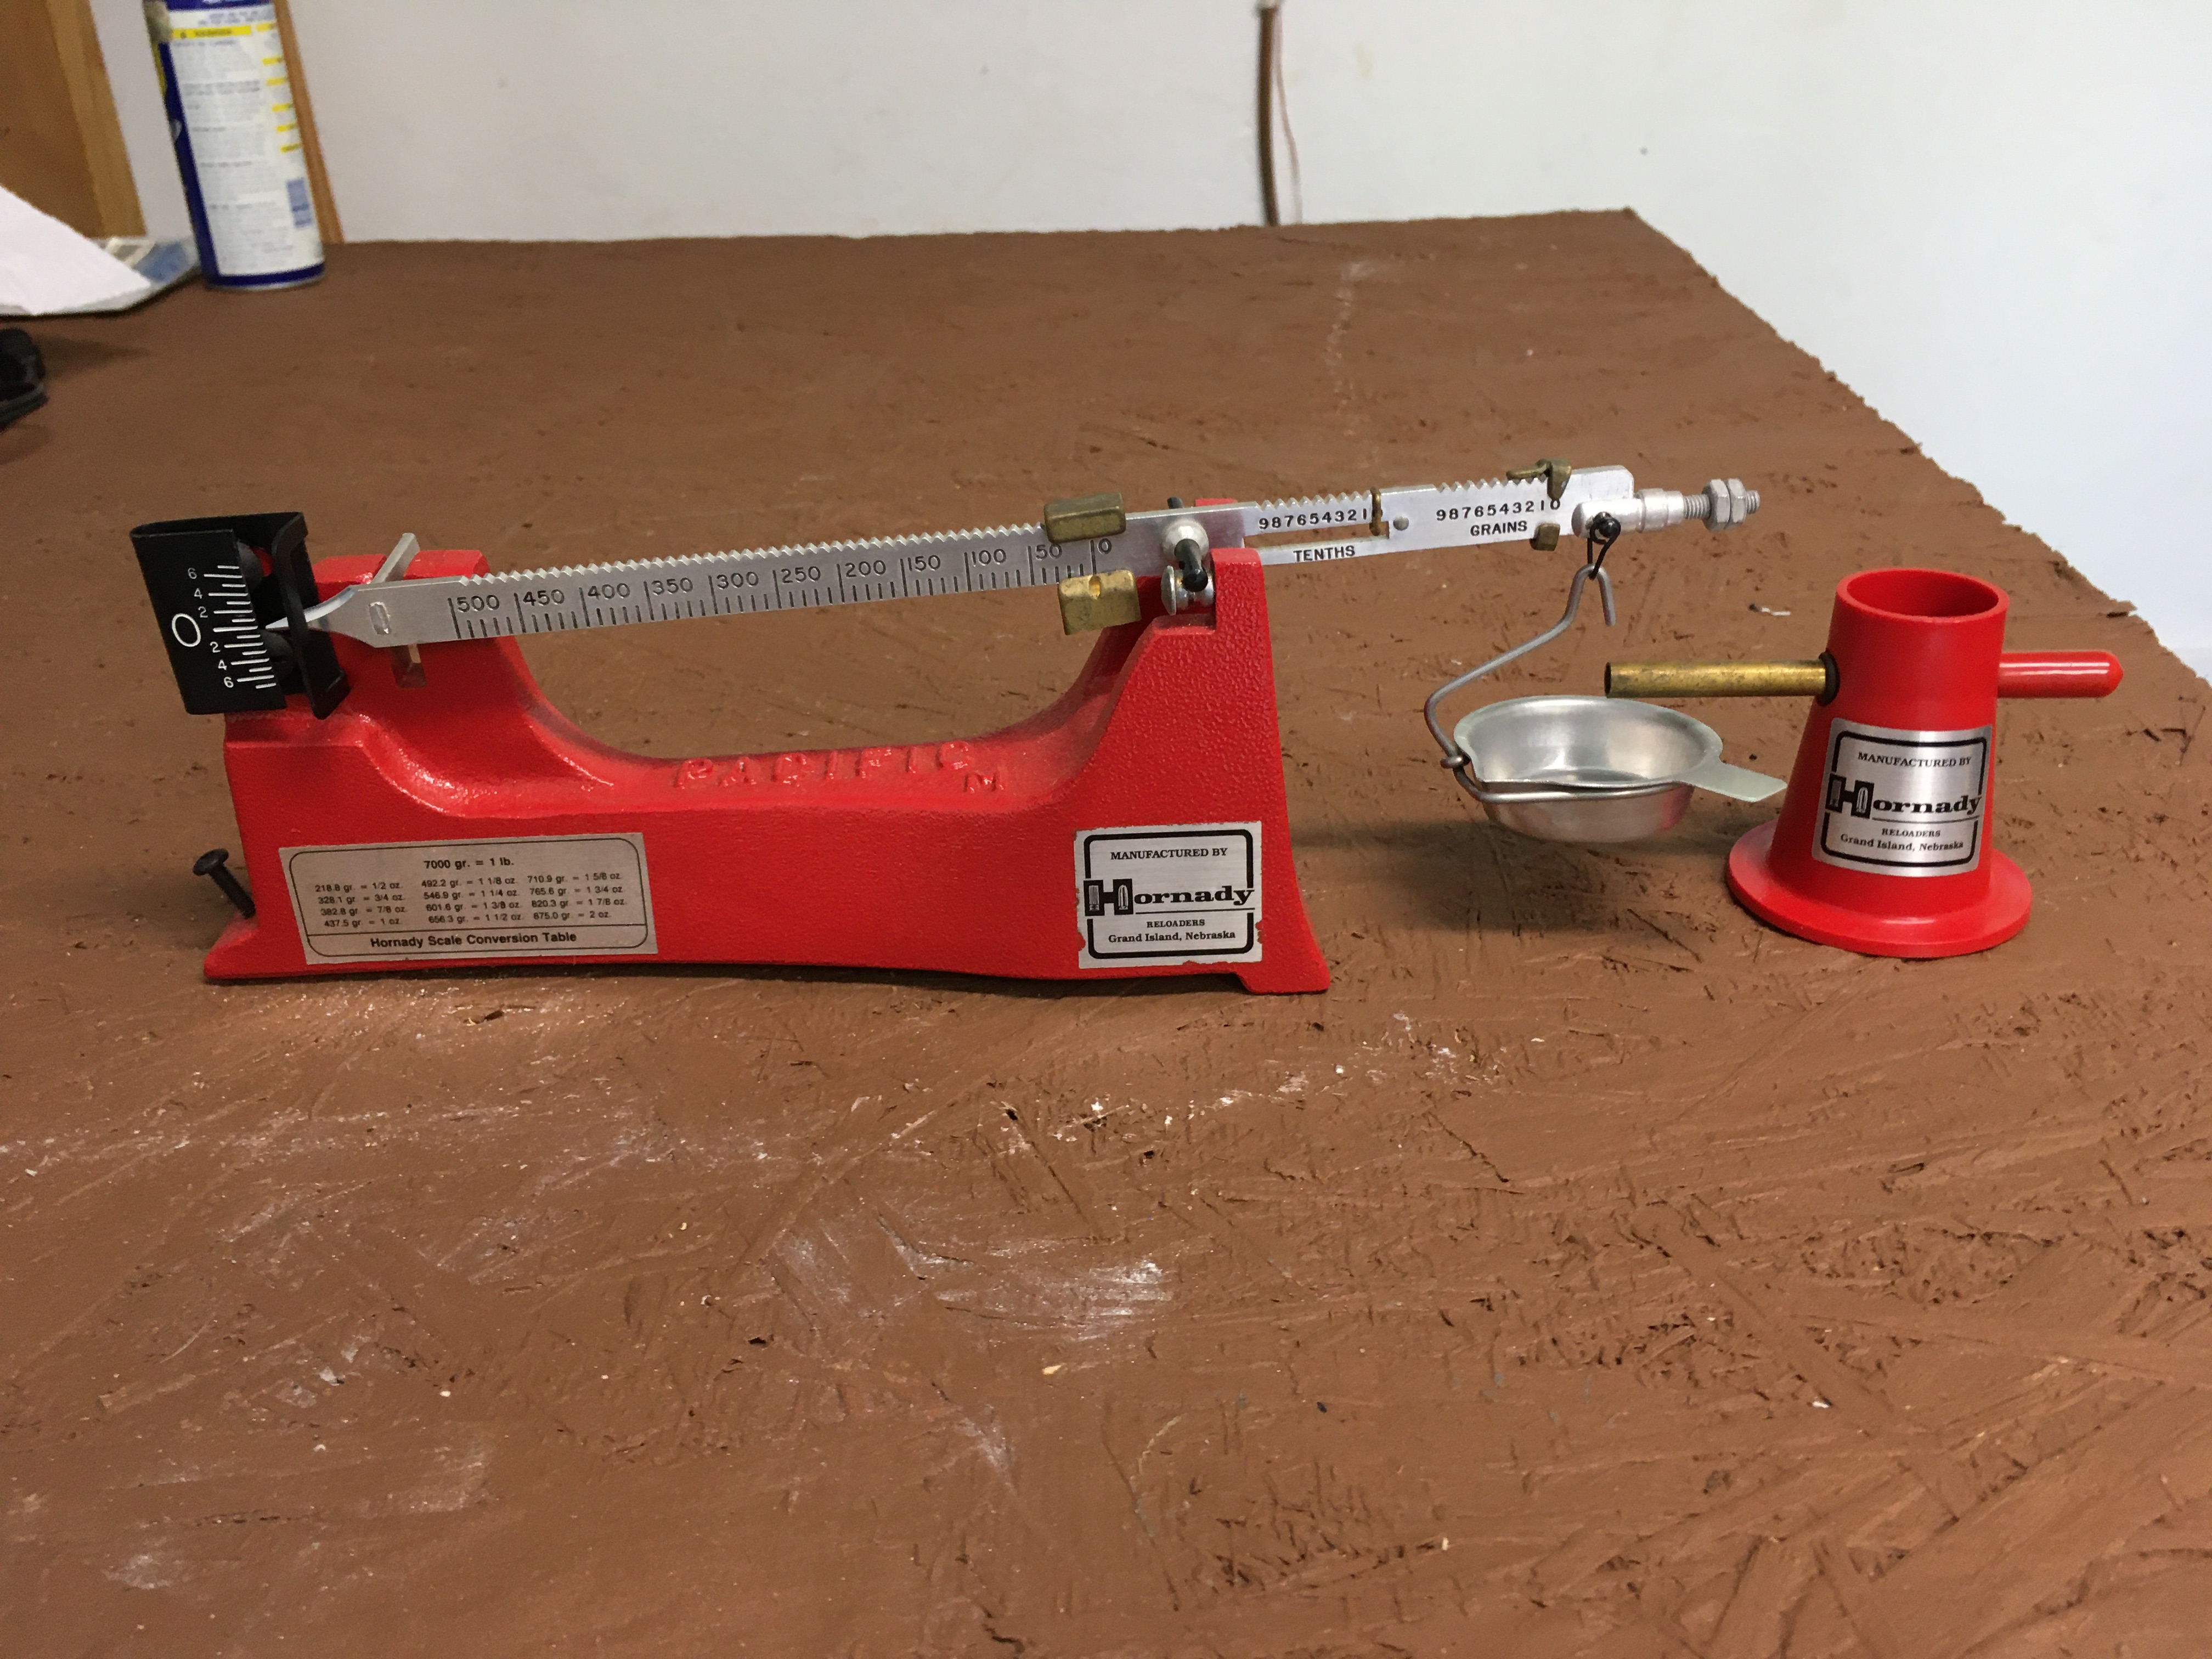 6
4
2
0
2
4
6
500 450 400 350 300 250 200 150 100 50 0
987654321
TENTHS
9876543210
GRAINS
PACIFIC
M
7000 gr. = 1 lb.
218.8 gr. = 1/2 oz. 492.2 gr. = 1 1/8 oz. 710.9 gr. = 1 5/8 oz.
328.1 gr. = 3/4 oz. 546.9 gr. = 1 1/4 oz. 765.6 gr. = 1 3/4 oz.
382.8 gr. = 7/8 oz. 601.6 gr. = 1 3/8 oz. 820.3 gr. = 1 7/8 oz.
437.5 gr. = 1 oz. 656.3 gr. = 1 1/2 oz. 875.0 gr. = 2 oz.
Hornady Scale Conversion Table
MANUFACTURED BY
Hornady
RELOADERS
Grand Island, Nebraska
MANUFACTURED BY
Hornady
RELOADERS
Grand Island, Nebraska